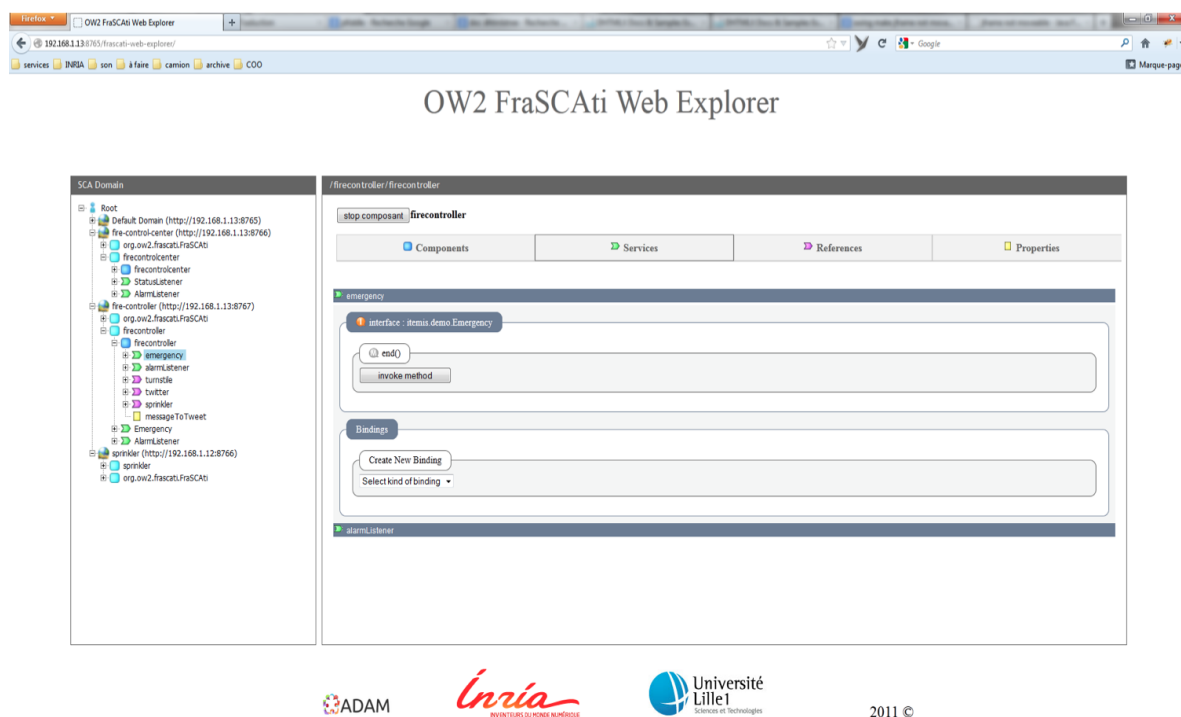 Firefox
OW2 FraSCAti Web Explorer
+
192.168.1.13:8765/frascati-web-explorer/
Google
services INRIA son à faire camion archive COO
Marque-page
OW2 FraSCAti Web Explorer
SCA Domain
Root
Default Domain (http://192.168.1.13:8765)
fire-control-center (http://192.168.1.13:8766)
org.ow2.frascati.FraSCAti
firecontrolcenter
firecontrolcenter
StatusListener
AlarmListener
fire-controller (http://192.168.1.13:8767)
org.ow2.frascati.FraSCAti
firecontroller
firecontroller
emergency
alarmListener
turnstile
twitter
sprinkler
messageToTweet
Emergency
AlarmListener
sprinkler (http://192.168.1.12:8766)
sprinkler
org.ow2.frascati.FraSCAti
/firecontroller/firecontroller
stop composant firecontroller
Components Services References Properties
emergency
interface : itemis.demo.Emergency
end()
invoke method
Bindings
Create New Binding
Select kind of binding
alarmListener
ADAM
Inría
INVENTEURS DU MONDE NUMÉRIQUE
Université
Lille1
Sciences et Technologies
2011 ©